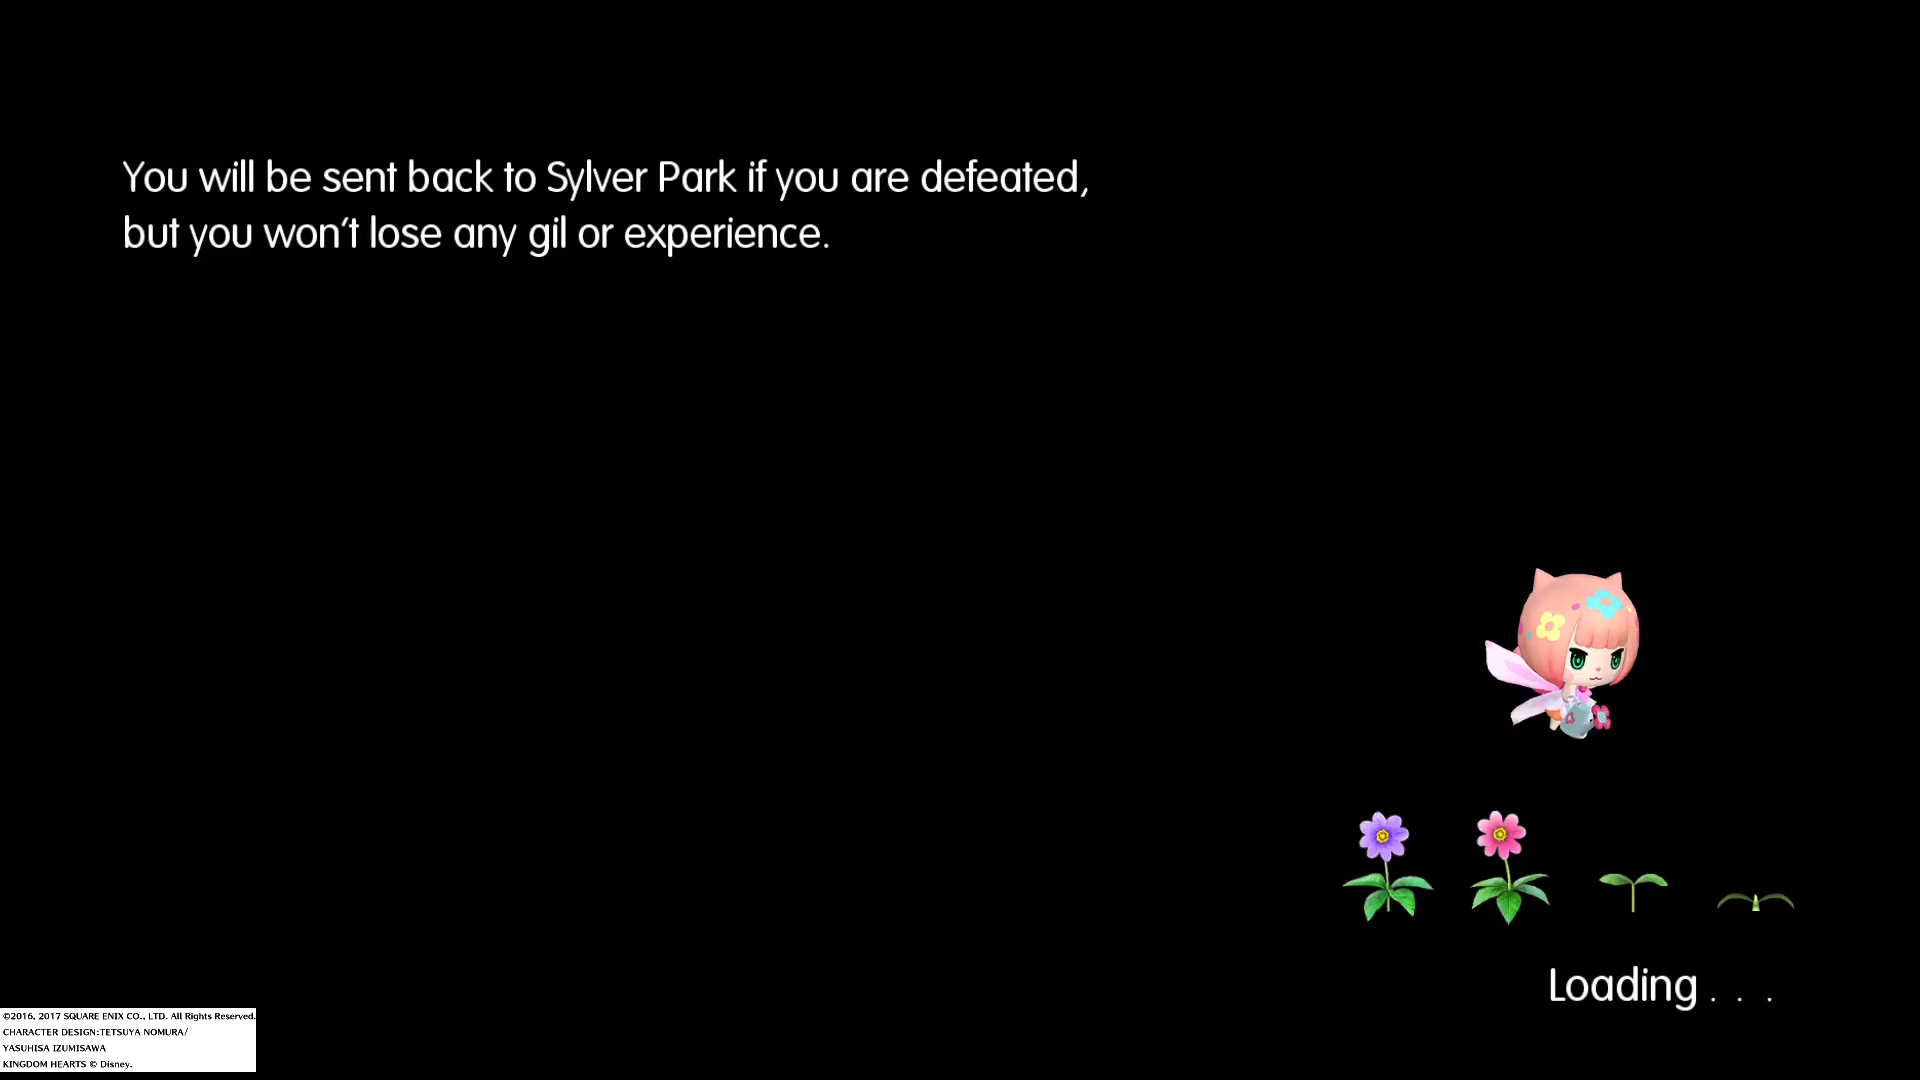 You will be sent back to Sylver Park if you are defeated,
but you won't lose any gil or experience.
Loading . . .
©2016, 2017 SQUARE ENIX CO., LTD. All Rights Reserved.
CHARACTER DESIGN:TETSUYA NOMURA/
YASUHISA IZUMISAWA
KINGDOM HEARTS © Disney.